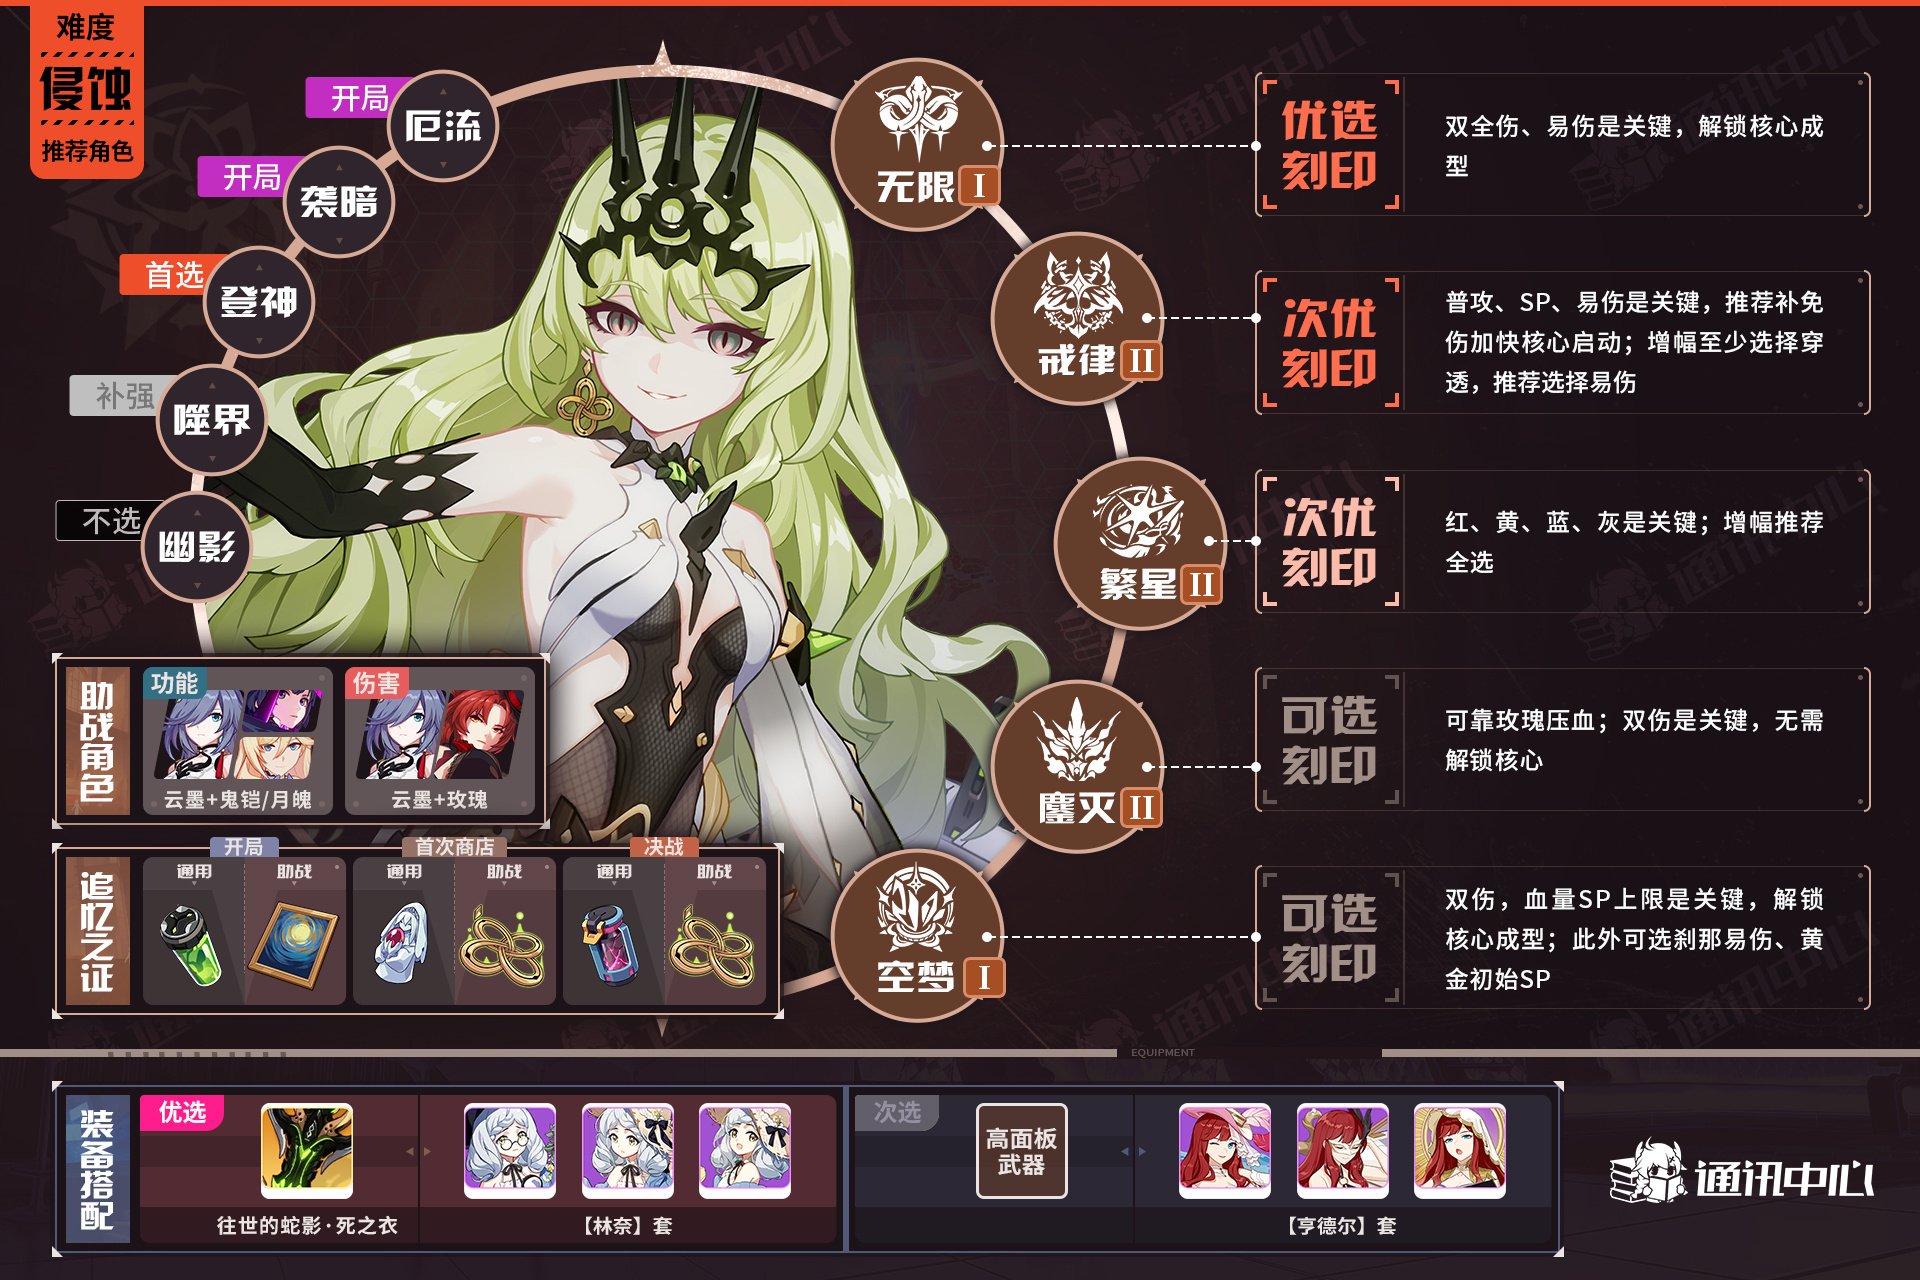 难度
侵蚀
推荐角色
开局
厄流
开局
袭暗
首选
登神
补强
噬界
不选
幽影
无限 I
优选
刻印
双全伤、易伤是关键，解锁核心成
型
戒律 II
次优
刻印
普攻、SP、易伤是关键，推荐补免
伤加快核心启动；增幅至少选择穿
透，推荐选择易伤
繁星 II
次优
刻印
红、黄、蓝、灰是关键；增幅推荐
全选
鏖灭 II
可选
刻印
可靠玫瑰压血；双伤是关键，无需
解锁核心
空梦 I
可选
刻印
双伤，血量SP上限是关键，解锁
核心成型；此外可选刹那易伤、黄
金初始SP
助战角色
功能
云墨+鬼铠/月魄
伤害
云墨+玫瑰
追忆之证
开局
通用 助战
首次商店
通用 助战
决战
通用 助战
EQUIPMENT
装备搭配
优选
往世的蛇影·死之衣
【林奈】套
次选
高面板
武器
【亨德尔】套
通讯中心